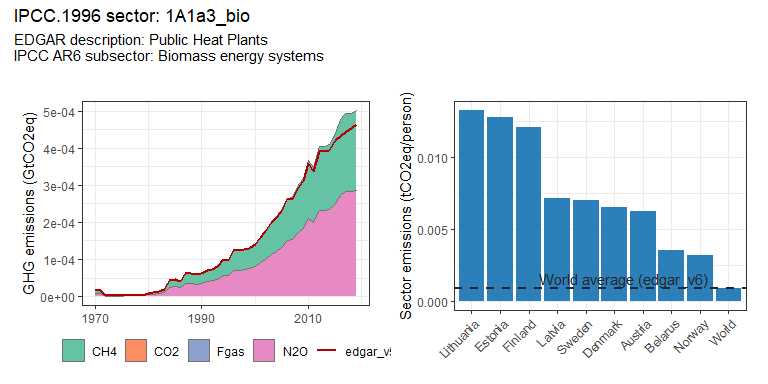 IPCC.1996 sector: 1A1a3_bio
EDGAR description: Public Heat Plants
IPCC AR6 subsector: Biomass energy systems
GHG emissions (GtCO2eq)
5e-04
4e-04
3e-04
2e-04
1e-04
0e+00
1970
1990
2010
CH4
CO2
Fgas
N2O
edgar_v5
Sector emissions (tCO2eq/person)
0.010
0.005
0.000
World average (edgar_v6)
Lithuania
Estonia
Finland
Latvia
Sweden
Denmark
Austria
Belarus
Norway
World